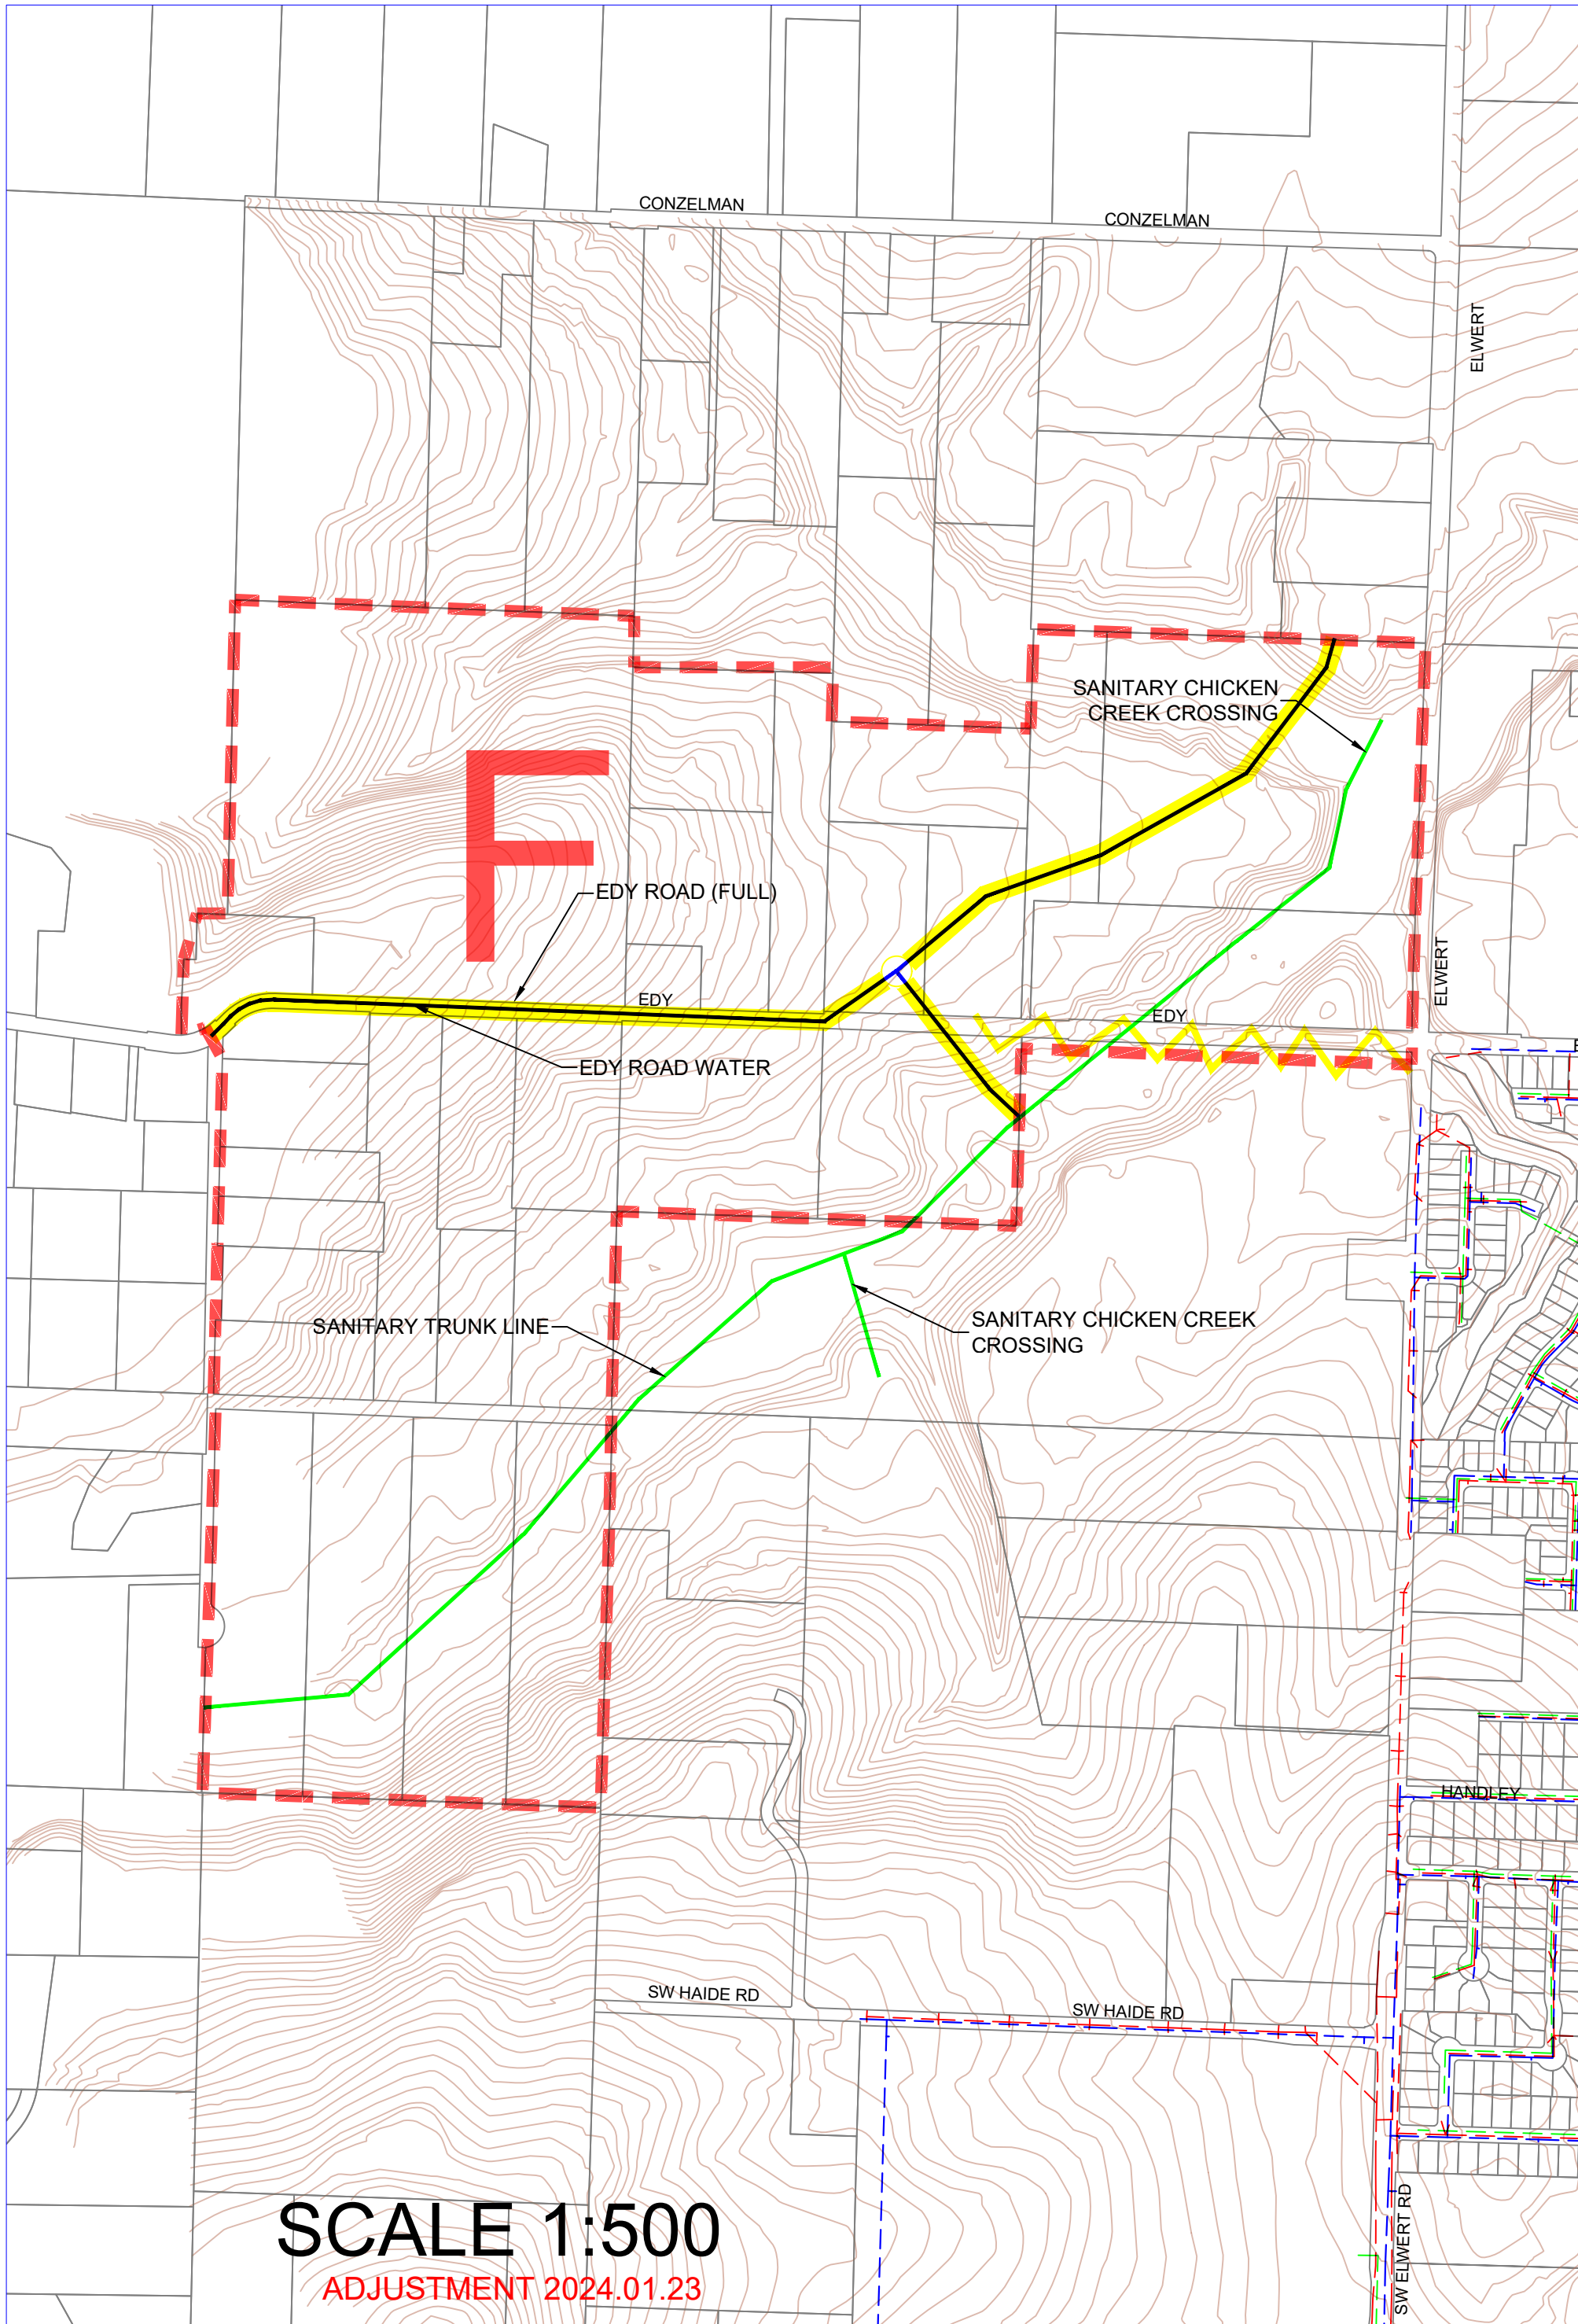 CONZELMAN
CONZELMAN
ELWERT
SANITARY CHICKEN
CREEK CROSSING
F
EDY ROAD (FULL)
ELWERT
EDY
EDY
EDY ROAD WATER
SANITARY TRUNK LINE
SANITARY CHICKEN CREEK
CROSSING
HANDLEY
SW HAIDE RD
SW HAIDE RD
SW ELWERT RD
SCALE 1:500
ADJUSTMENT 2024.01.23